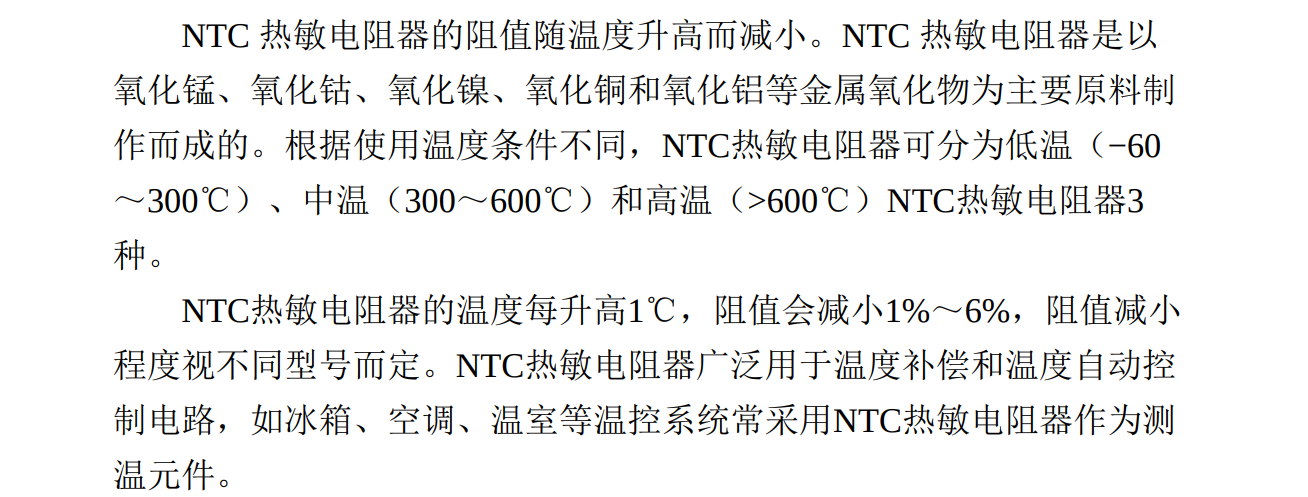 NTC 热敏电阻器的阻值随温度升高而减小。NTC 热敏电阻器是以
氧化锰、氧化钴、氧化镍、氧化铜和氧化铝等金属氧化物为主要原料制
作而成的。根据使用温度条件不同，NTC热敏电阻器可分为低温（−60
～300℃）、中温（300～600℃）和高温（>600℃）NTC热敏电阻器3
种。
NTC热敏电阻器的温度每升高1℃，阻值会减小1%～6%，阻值减小
程度视不同型号而定。NTC热敏电阻器广泛用于温度补偿和温度自动控
制电路，如冰箱、空调、温室等温控系统常采用NTC热敏电阻器作为测
温元件。